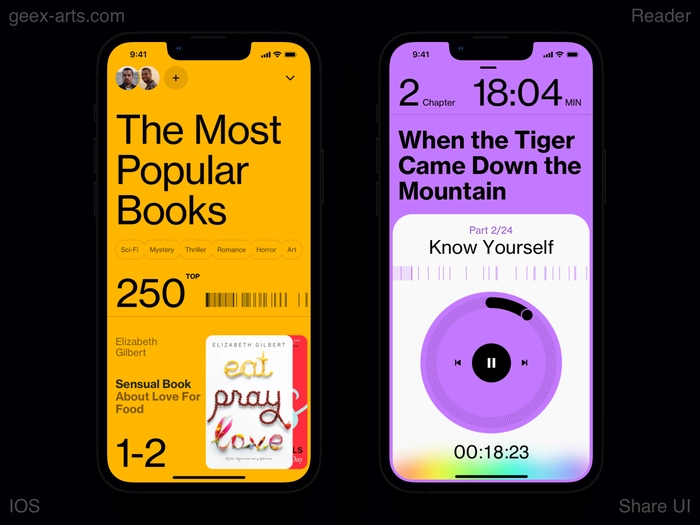 geex-arts.com
Reader
9:41
+
The Most
Popular
Books
Sci-Fi Mystery Thriller Romance Horror Art
250 TOP
Elizabeth
Gilbert
Sensual Book
About Love For
Food
1-2
ELIZABETH GILBERT
eat
pray
love
LS
Day
9:41
2 Chapter 18:04 MIN
When the Tiger
Came Down the
Mountain
Part 2/24
Know Yourself
00:18:23
IOS
Share UI